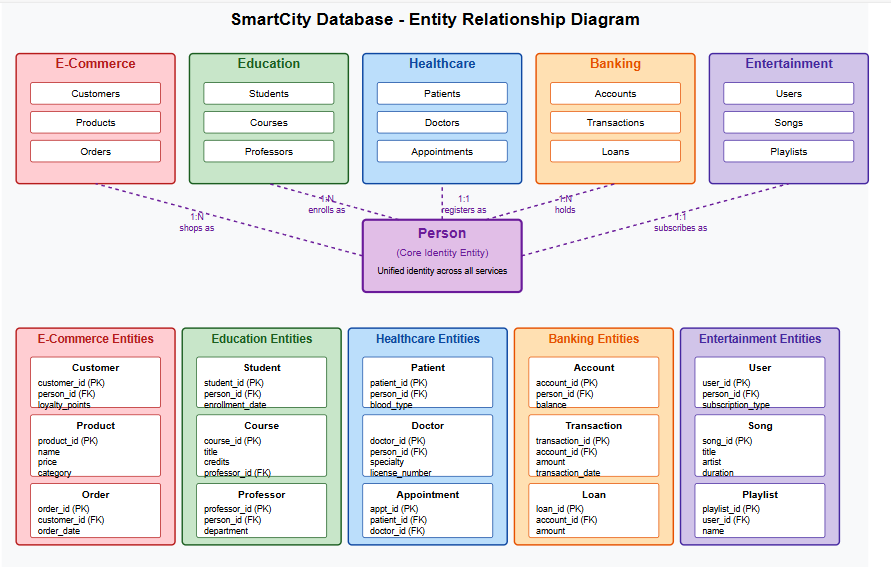 SmartCity Database - Entity Relationship Diagram
E-Commerce
Customers
Products
Orders
Education
Students
Courses
Professors
Healthcare
Patients
Doctors
Appointments
Banking
Accounts
Transactions
Loans
Entertainment
Users
Songs
Playlists
1:N
shops as
1:N
enrolls as
1:1
registers as
1:N
holds
1:1
subscribes as
Person
(Core Identity Entity)
Unified identity across all services
E-Commerce Entities
Customer
customer_id (PK)
person_id (FK)
loyalty_points
Product
product_id (PK)
name
price
category
Order
order_id (PK)
customer_id (FK)
order_date
Education Entities
Student
student_id (PK)
person_id (FK)
enrollment_date
Course
course_id (PK)
title
credits
professor_id (FK)
Professor
professor_id (PK)
person_id (FK)
department
Healthcare Entities
Patient
patient_id (PK)
person_id (FK)
blood_type
Doctor
doctor_id (PK)
person_id (FK)
specialty
license_number
Appointment
appt_id (PK)
patient_id (FK)
doctor_id (FK)
Banking Entities
Account
account_id (PK)
person_id (FK)
balance
Transaction
transaction_id (PK)
account_id (FK)
amount
transaction_date
Loan
loan_id (PK)
account_id (FK)
amount
Entertainment Entities
User
user_id (PK)
person_id (FK)
subscription_type
Song
song_id (PK)
title
artist
duration
Playlist
playlist_id (PK)
user_id (FK)
name